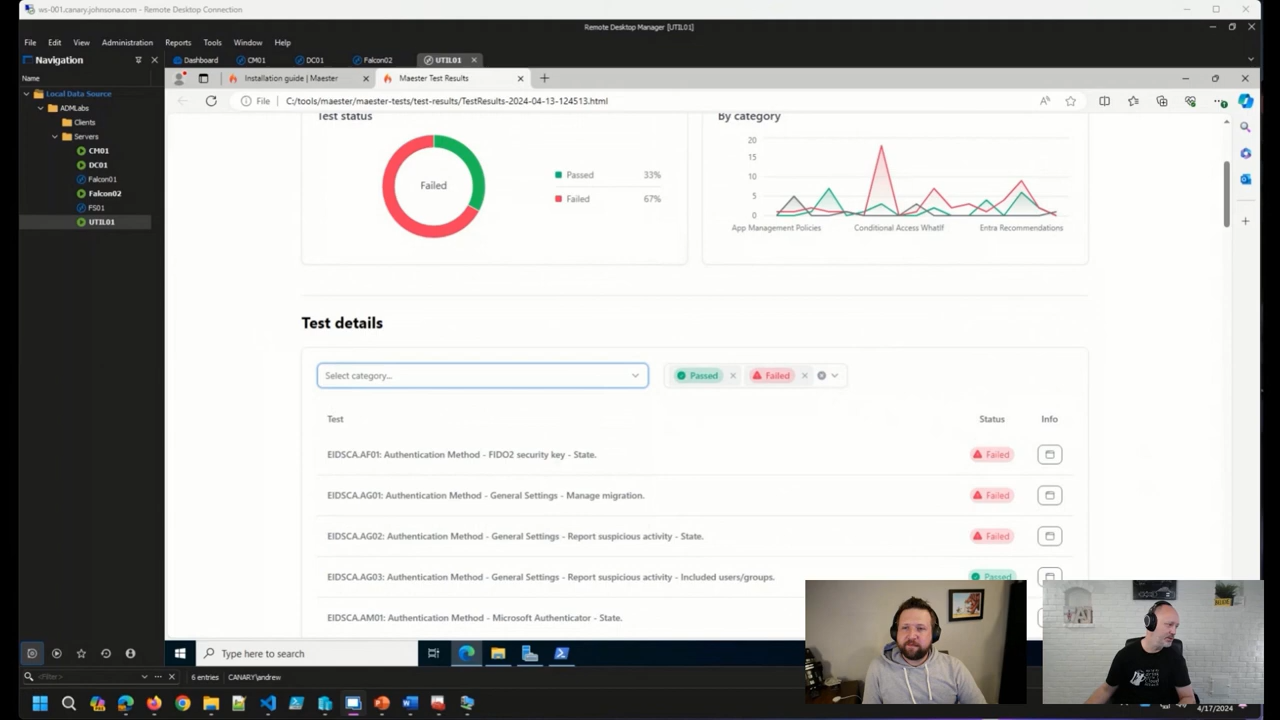 ws-001.canary.johnsona.com - Remote Desktop Connection
Remote Desktop Manager [UTIL01]
File Edit View Administration Reports Tools Window Help
Navigation
Dashboard CM01 DC01 Falcon02 UTIL01
Name
Installation guide | Maester Maester Test Results
Local Data Source
ADMLabs
Clients
Servers
CM01
DC01
Falcon01
Falcon02
FS01
UTIL01
File C:/tools/maester/maester-tests/test-results/TestResults-2024-04-13-124513.html
Test status
Failed
Passed 33%
Failed 67%
By category
20
15
10
5
0
App Management Policies Conditional Access WhatIf Entra Recommendations
Test details
Select category...
Passed Failed
Test Status Info
EIDSCA.AF01: Authentication Method - FIDO2 security key - State. Failed
EIDSCA.AG01: Authentication Method - General Settings - Manage migration. Failed
EIDSCA.AG02: Authentication Method - General Settings - Report suspicious activity - State. Failed
EIDSCA.AG03: Authentication Method - General Settings - Report suspicious activity - Included users/groups. Passed
EIDSCA.AM01: Authentication Method - Microsoft Authenticator - State.
Type here to search
<Filter> 6 entries CANARY\andrew
4/17/2024